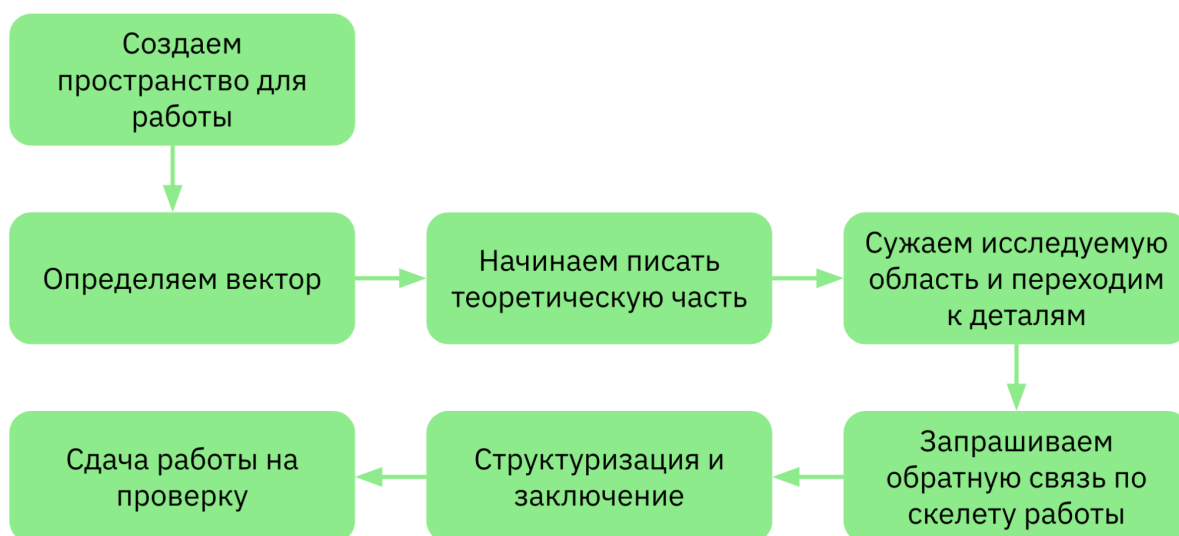 Создаем
пространство для
работы
Определяем вектор
Начинаем писать
теоретическую часть
Сужаем исследуемую
область и переходим
к деталям
Запрашиваем
обратную связь по
скелету работы
Структуризация и
заключение
Сдача работы на
проверку